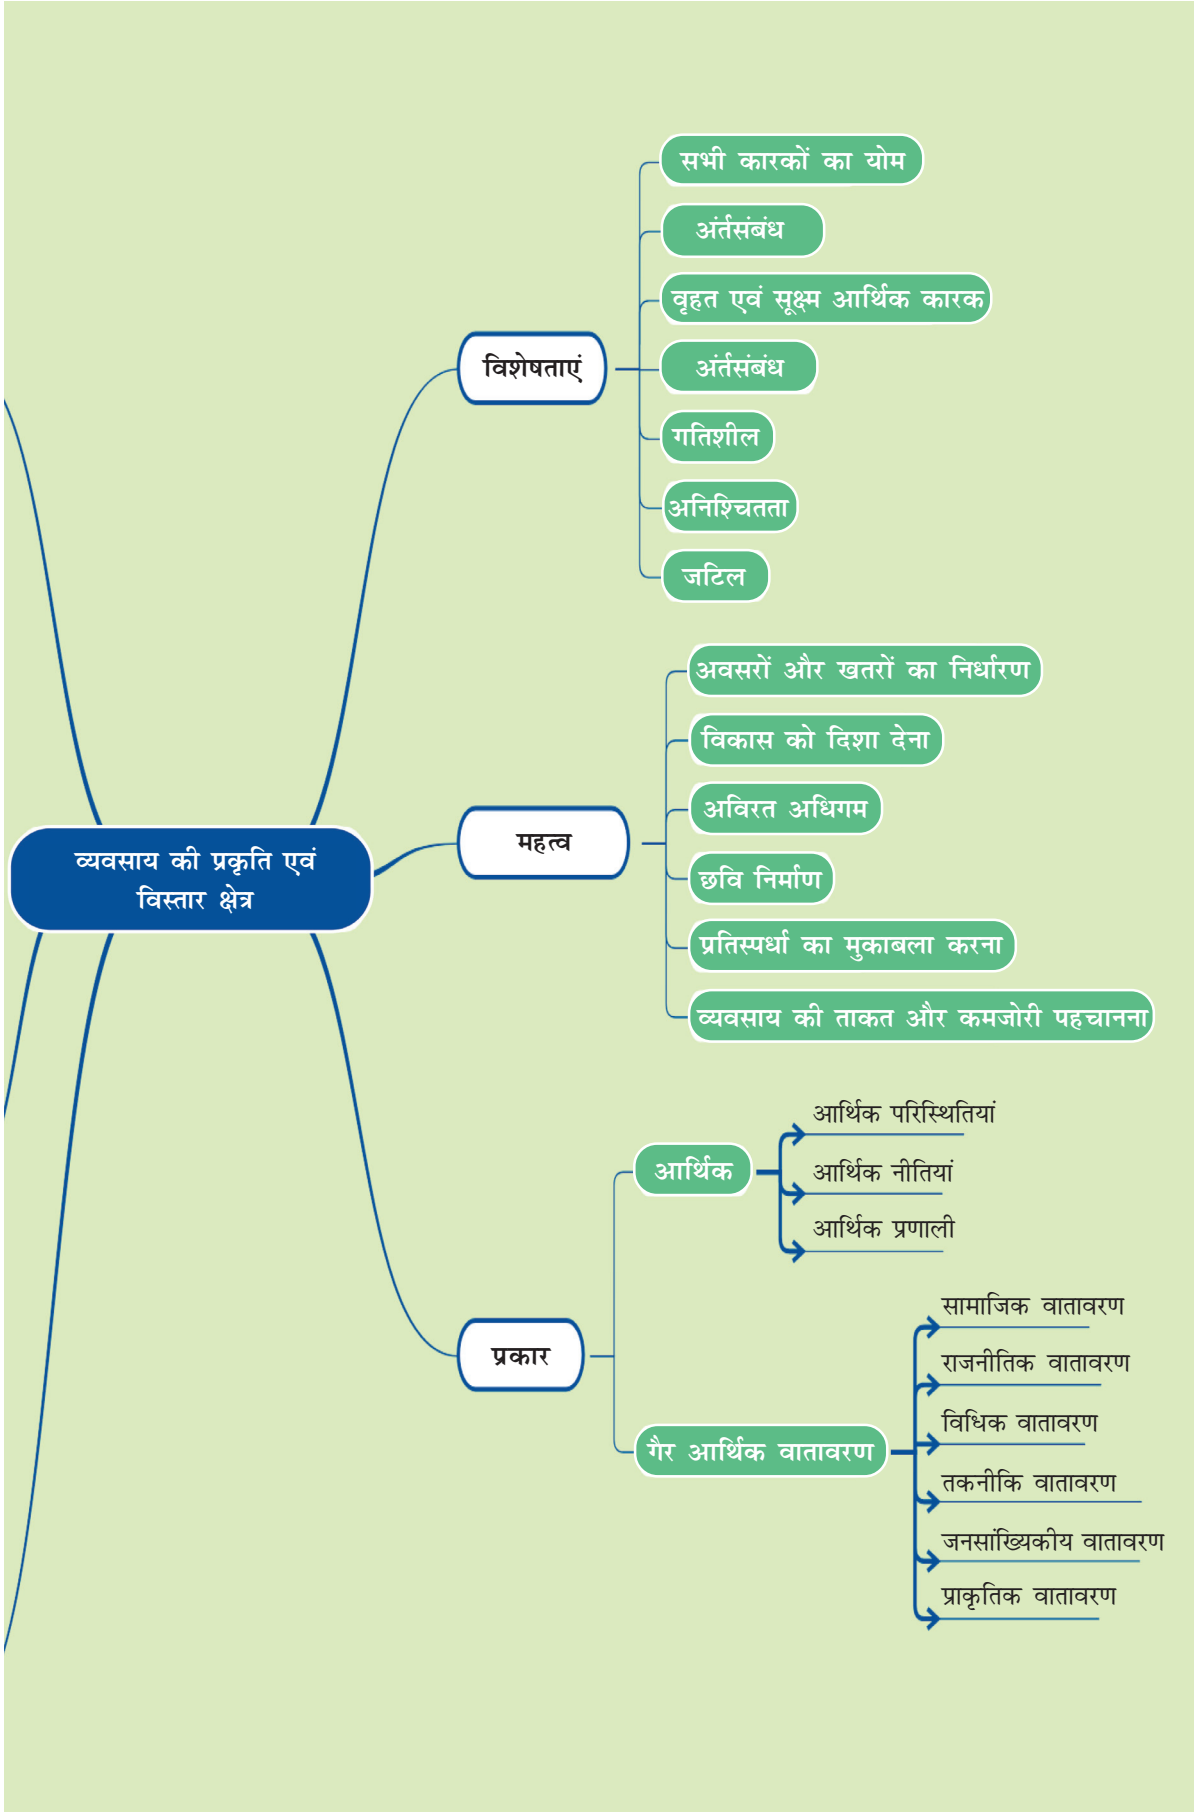 सभी कारकों का योम
अंर्तसंबंध
वृहत एवं सूक्ष्म आर्थिक कारक
विशेषताएं
अंर्तसंबंध
गतिशील
अनिश्चितता
जटिल
अवसरों और खतरों का निर्धारण
विकास को दिशा देना
अविरत अधिगम
महत्व
छवि निर्माण
प्रतिस्पर्धा का मुकाबला करना
व्यवसाय की ताकत और कमजोरी पहचानना
व्यवसाय की प्रकृति एवं
विस्तार क्षेत्र
आर्थिक
आर्थिक परिस्थितियां
आर्थिक नीतियां
आर्थिक प्रणाली
प्रकार
गैर आर्थिक वातावरण
सामाजिक वातावरण
राजनीतिक वातावरण
विधिक वातावरण
तकनीकि वातावरण
जनसांख्यिकीय वातावरण
प्राकृतिक वातावरण